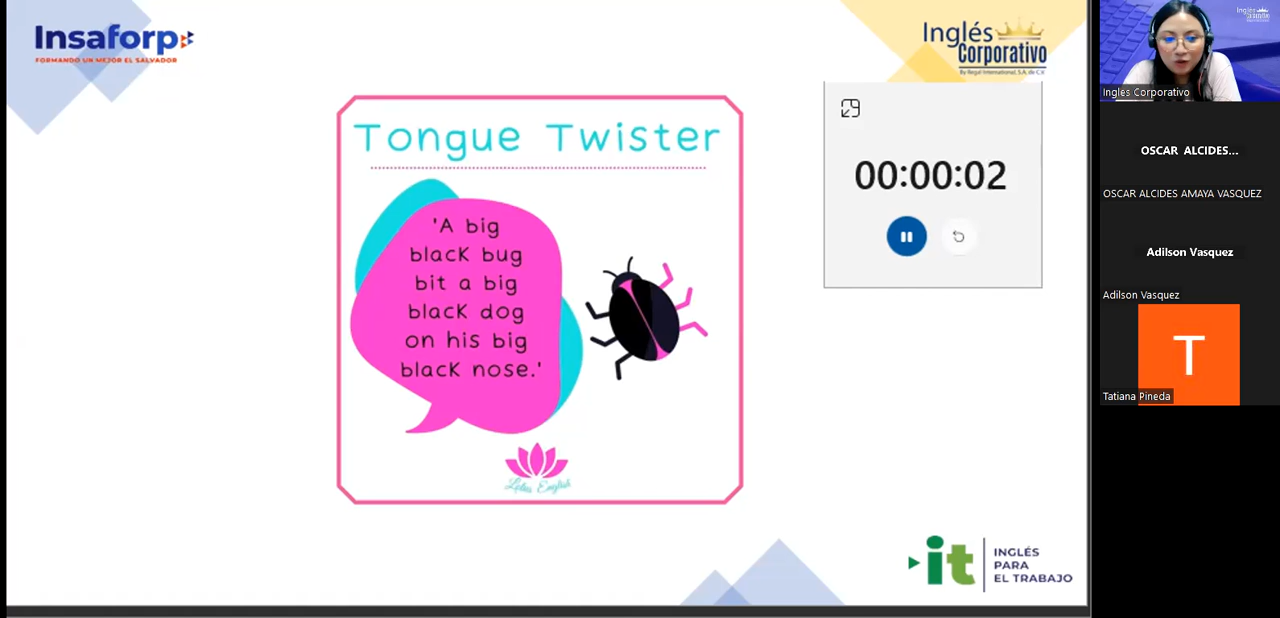 Insaforp
FORMANDO UN MEJOR EL SALVADOR
Inglés
Corporativo
By Regal International, S.A. de C.V.
Tongue Twister
'A big
black bug
bit a big
black dog
on his big
black nose.'
Lotus English
00:00:02
it
INGLÉS
PARA
EL TRABAJO
Inglés
Ingles Corporativo
OSCAR ALCIDES...
OSCAR ALCIDES AMAYA VASQUEZ
Adilson Vasquez
Adilson Vasquez
T
Tatiana Pineda